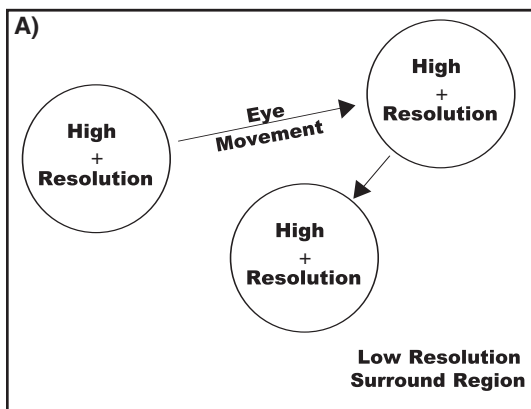 A)
High
+
Resolution
Eye
Movement
High
+
Resolution
High
+
Resolution
Low Resolution
Surround Region